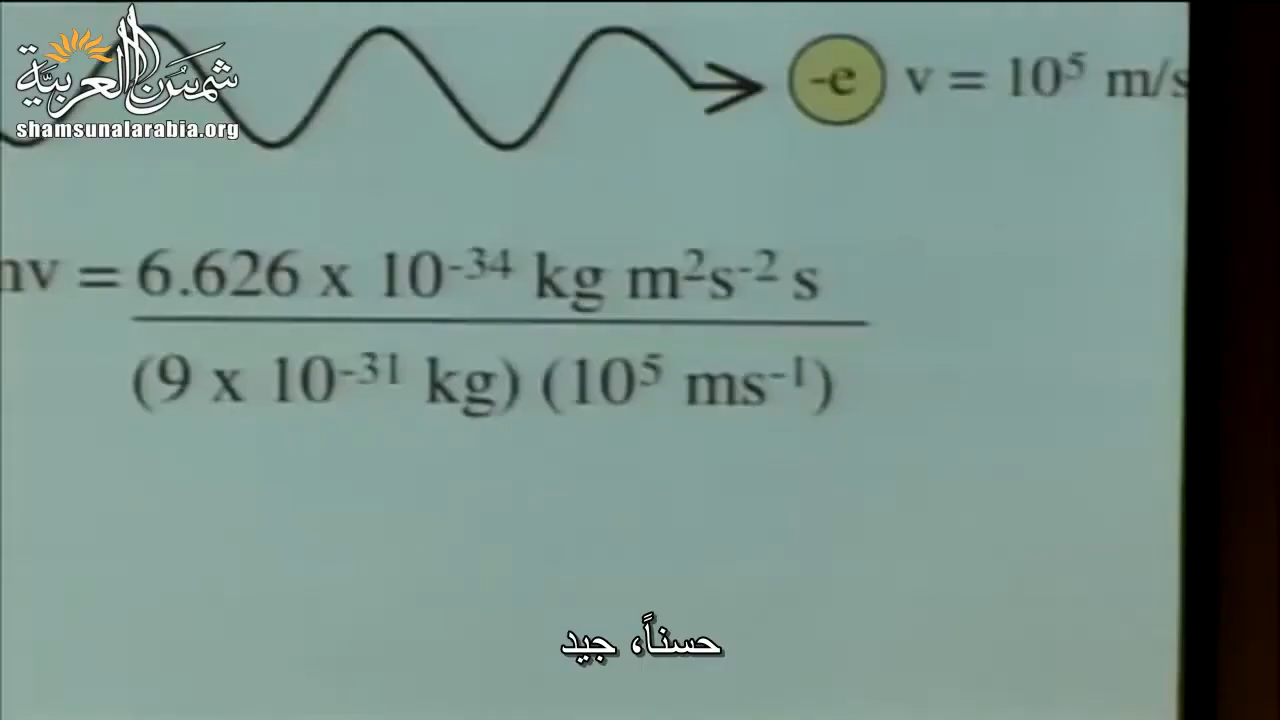 شمس العربية
shamsunalarabia.org
-e v = 10⁵ m/s
mv = 6.626 x 10⁻³⁴ kg m²s⁻² s
(9 x 10⁻³¹ kg) (10⁵ ms⁻¹)
حسناً، جيد